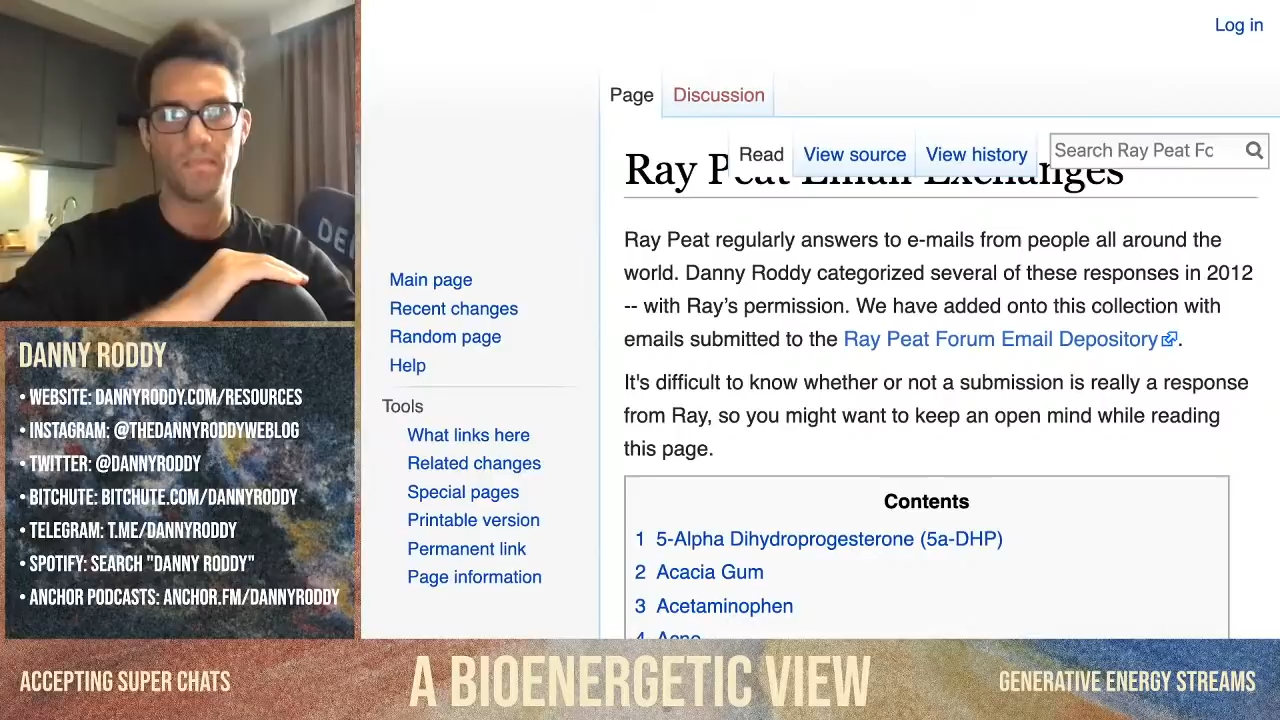 DE
DANNY RODDY
• WEBSITE: DANNYRODDY.COM/RESOURCES
• INSTAGRAM: @THEDANNYRODDYWEBLOG
• TWITTER: @DANNYRODDY
• BITCHUTE: BITCHUTE.COM/DANNYRODDY
• TELEGRAM: T.ME/DANNYRODDY
• SPOTIFY: SEARCH "DANNY RODDY"
• ANCHOR PODCASTS: ANCHOR.FM/DANNYRODDY
Main page
Recent changes
Random page
Help
Tools
What links here
Related changes
Special pages
Printable version
Permanent link
Page information
Log in
Page Discussion
Read View source View history Search Ray Peat Fo
Ray Peat Email Exchanges
Ray Peat regularly answers to e-mails from people all around the
world. Danny Roddy categorized several of these responses in 2012
-- with Ray's permission. We have added onto this collection with
emails submitted to the Ray Peat Forum Email Depository.
It's difficult to know whether or not a submission is really a response
from Ray, so you might want to keep an open mind while reading
this page.
Contents
1 5-Alpha Dihydroprogesterone (5a-DHP)
2 Acacia Gum
3 Acetaminophen
4 Acne
ACCEPTING SUPER CHATS
A BIOENERGETIC VIEW
GENERATIVE ENERGY STREAMS